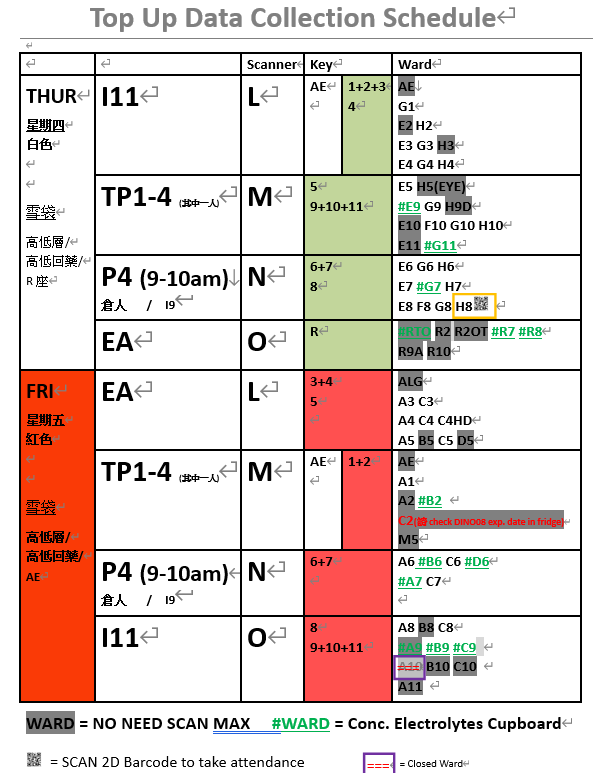 Top Up Data Collection Schedule
Scanner Key Ward
THUR
星期四
白色
雪袋
高低層/
高低回藥/
R 座
I11 L
AE
1+2+3
4
AE
G1
E2 H2
E3 G3 H3
E4 G4 H4
TP1-4 (其中一人) M
5
9+10+11
E5 H5(EYE)
#E9 G9 H9D
E10 F10 G10 H10
E11 #G11
P4 (9-10am)
倉人 / I9
N
6+7
8
E6 G6 H6
E7 #G7 H7
E8 F8 G8 H8
EA O
R
#RTO R2 R2OT #R7 #R8
R9A R10
FRI
星期五
紅色
雪袋
高低層/
高低回藥/
AE
EA L
3+4
5
ALG
A3 C3
A4 C4 C4HD
A5 B5 C5 D5
TP1-4 (其中一人) M
AE
1+2
AE
A1
A2 #B2
C2(請 check DINO08 exp. date in fridge)
M5
P4 (9-10am)
倉人 / I9
N
6+7
A6 #B6 C6 #D6
#A7 C7
I11 O
8
9+10+11
A8 B8 C8
#A9 #B9 #C9
A10 B10 C10
A11
WARD = NO NEED SCAN MAX #WARD = Conc. Electrolytes Cupboard
= SCAN 2D Barcode to take attendance
=== = Closed Ward